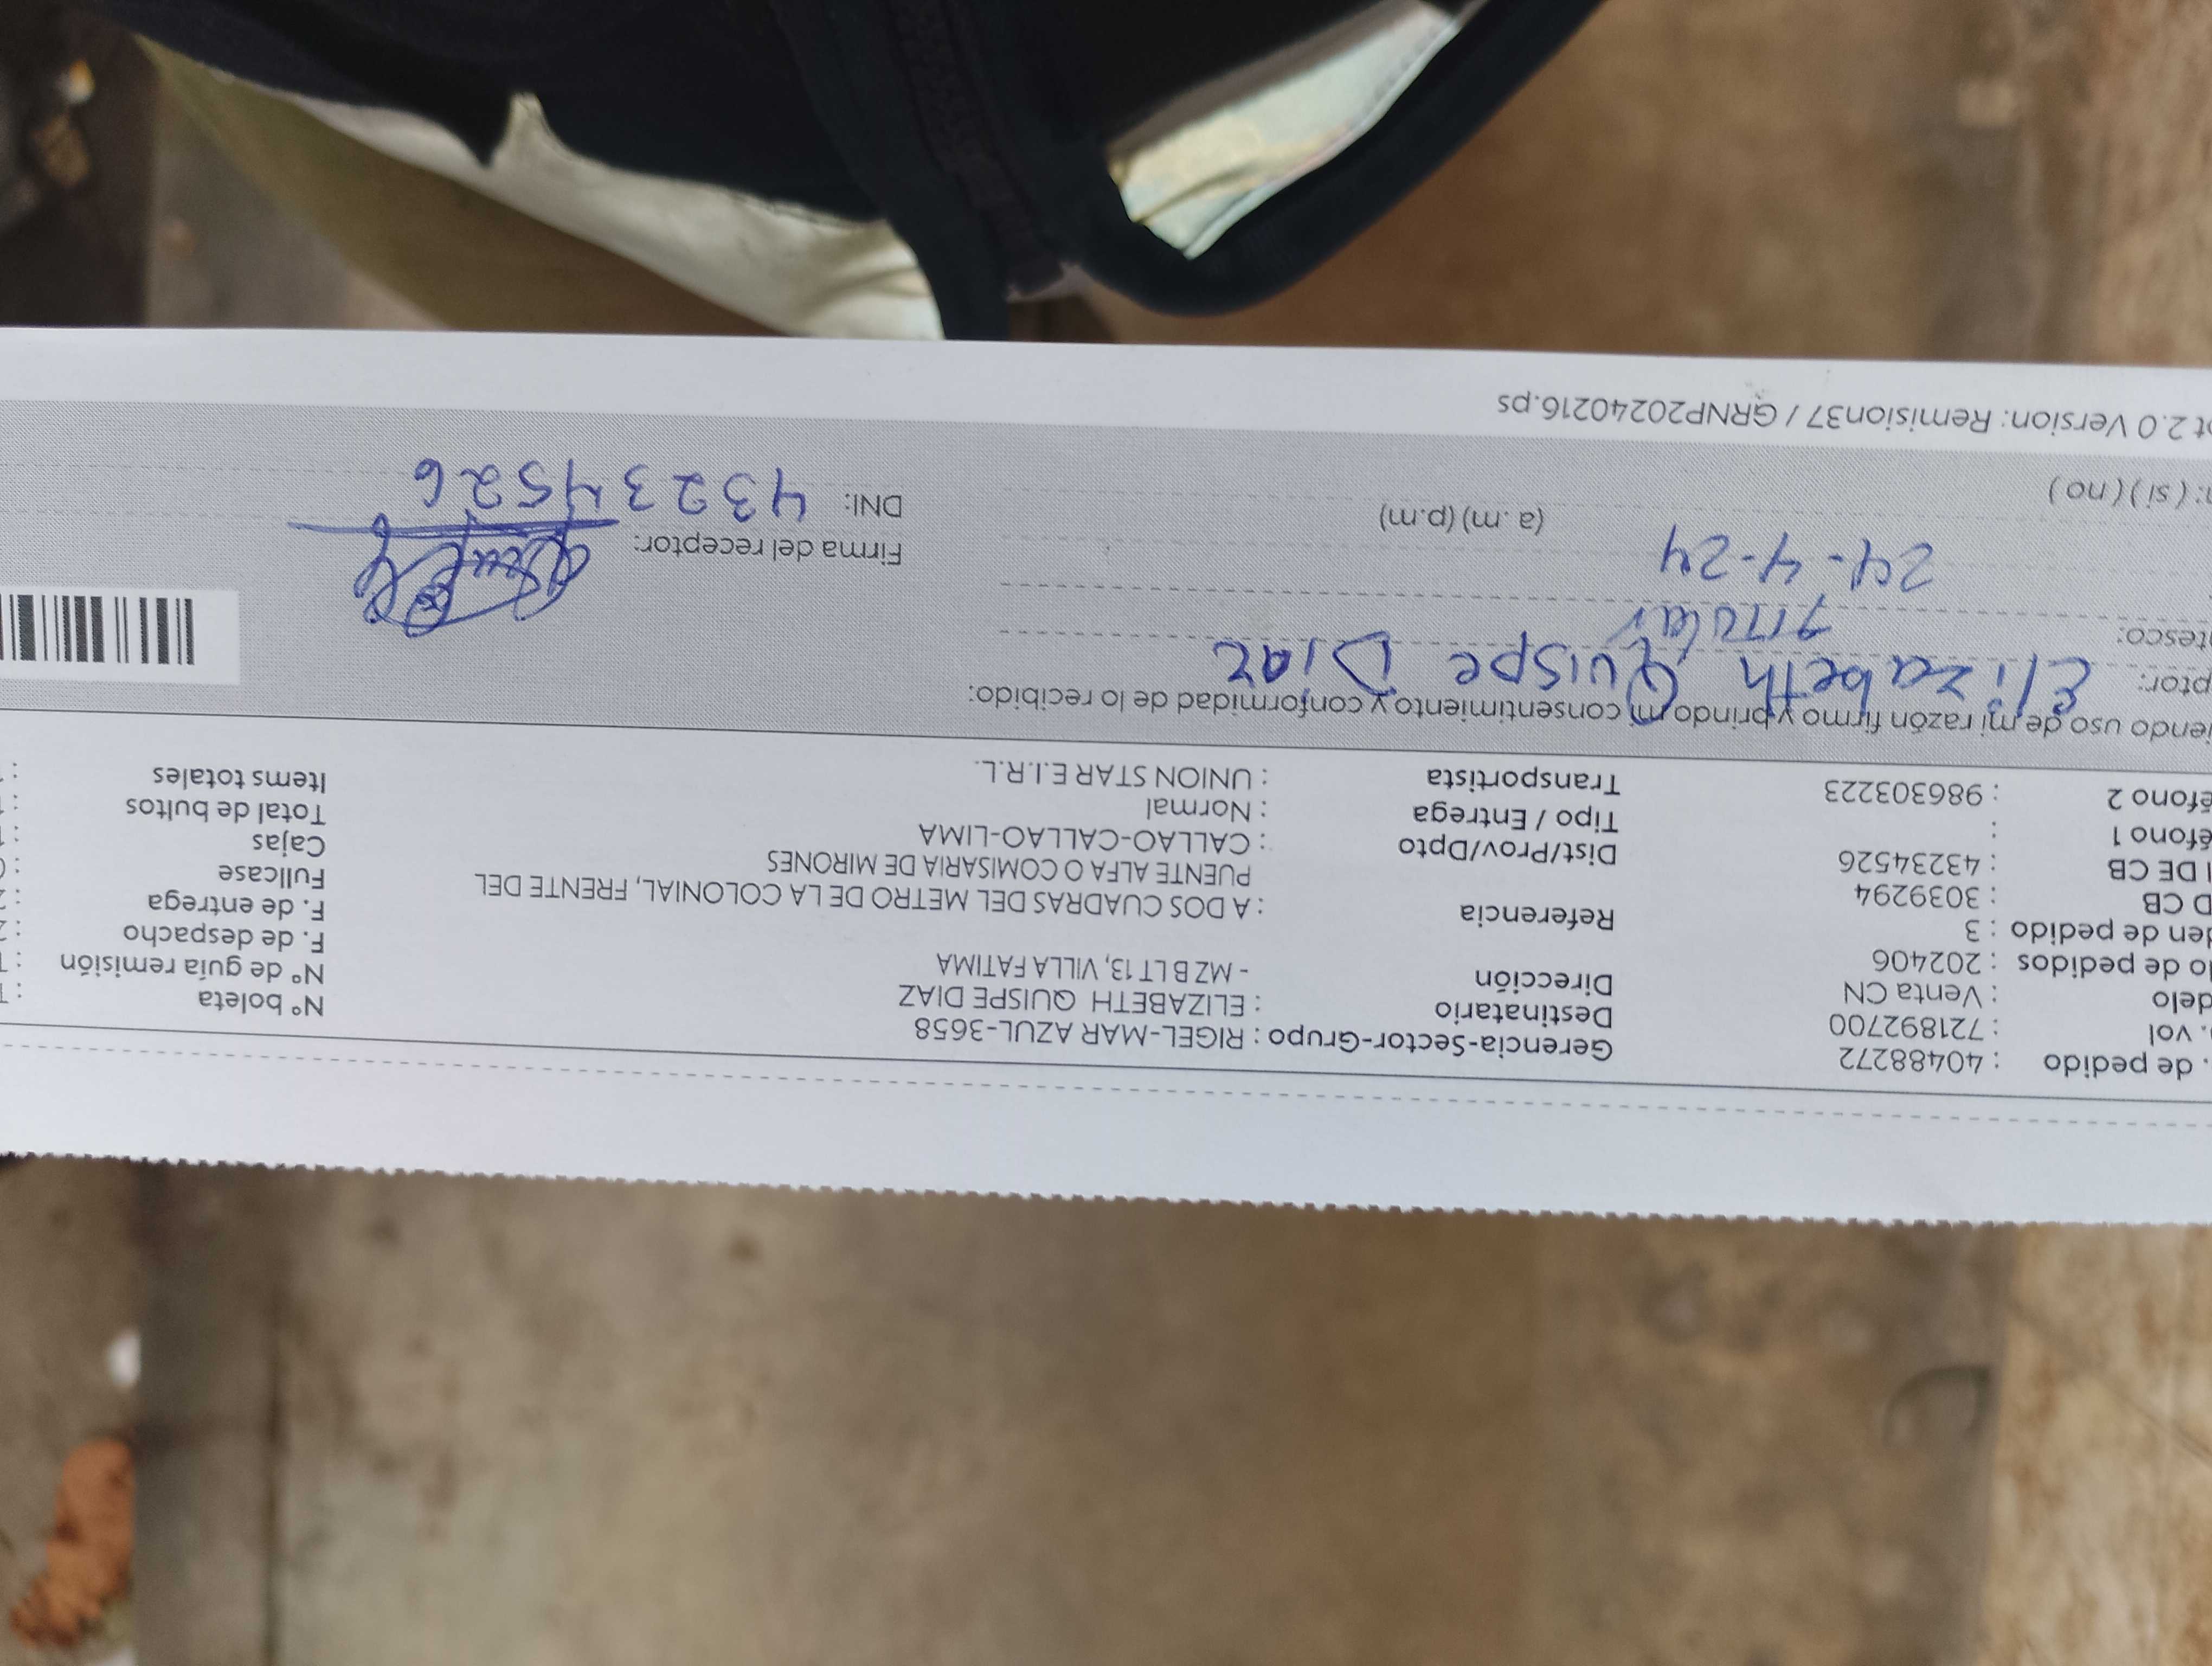 . de pedido : 40488272 Gerencia-Sector-Grupo : RIGEL-MAR AZUL-3658 N° boleta :
. vol : 721892700 Destinatario : ELIZABETH QUISPE DIAZ N° de guía remisión :
delo : Venta CN Dirección - MZ B LT 13, VILLA FATIMA F. de despacho :
lo de pedidos : 202406 F. de entrega :
den de pedido : 3 Referencia : A DOS CUADRAS DEL METRO DE LA COLONIAL, FRENTE DEL Fullcase :
D CB : 3039294 PUENTE ALFA O COMISARIA DE MIRONES Cajas :
I DE CB : 43234526 Dist/Prov/Dpto : CALLAO-CALLAO-LIMA Total de bultos :
éfono 1 : Tipo / Entrega : Normal Items totales :
éfono 2 : 986303223 Transportista : UNION STAR E.I.R.L.
iendo uso de mi razón firmo y brindo mi consentimiento y conformidad de lo recibido:
ptor: Elizabeth Quispe Diaz
tesco: Titular
24-4-24 (a.m) (p.m) Firma del receptor:
: ( si ) ( no ) DNI: 43234526
pt 2.0 Version: Remision37 / GRNP20240216.ps